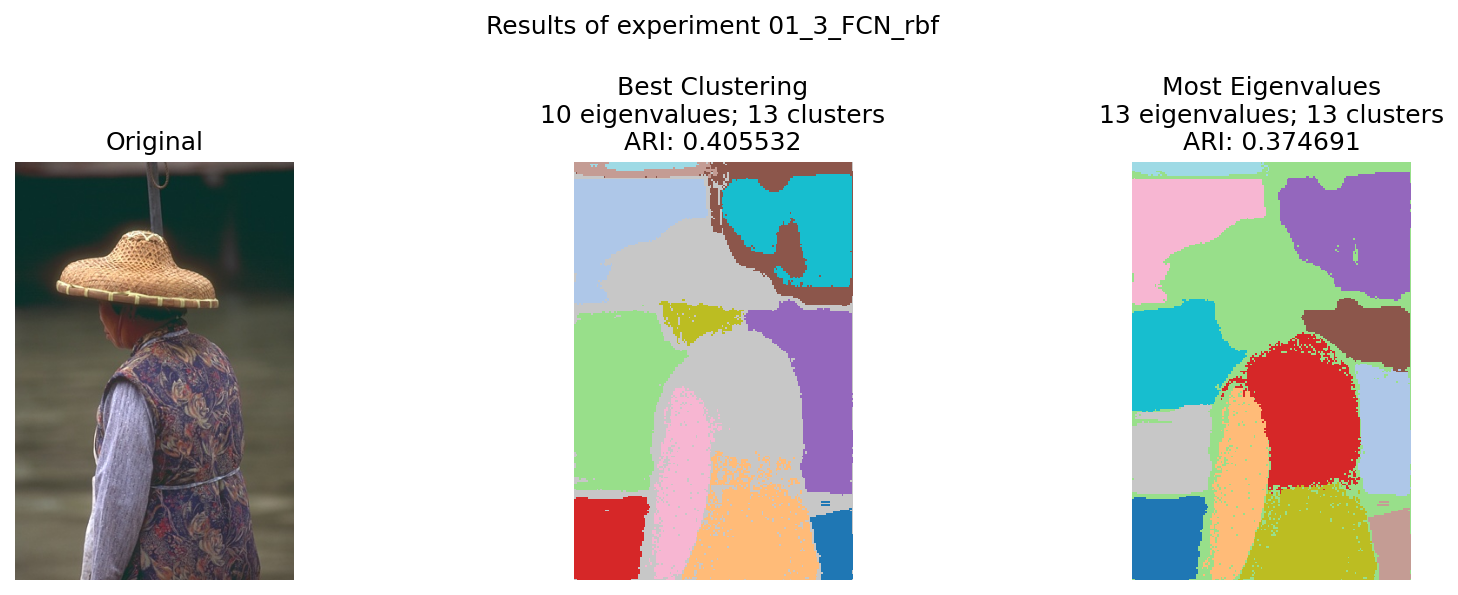 Results of experiment 01_3_FCN_rbf
Original
Best Clustering
10 eigenvalues; 13 clusters
ARI: 0.405532
Most Eigenvalues
13 eigenvalues; 13 clusters
ARI: 0.374691